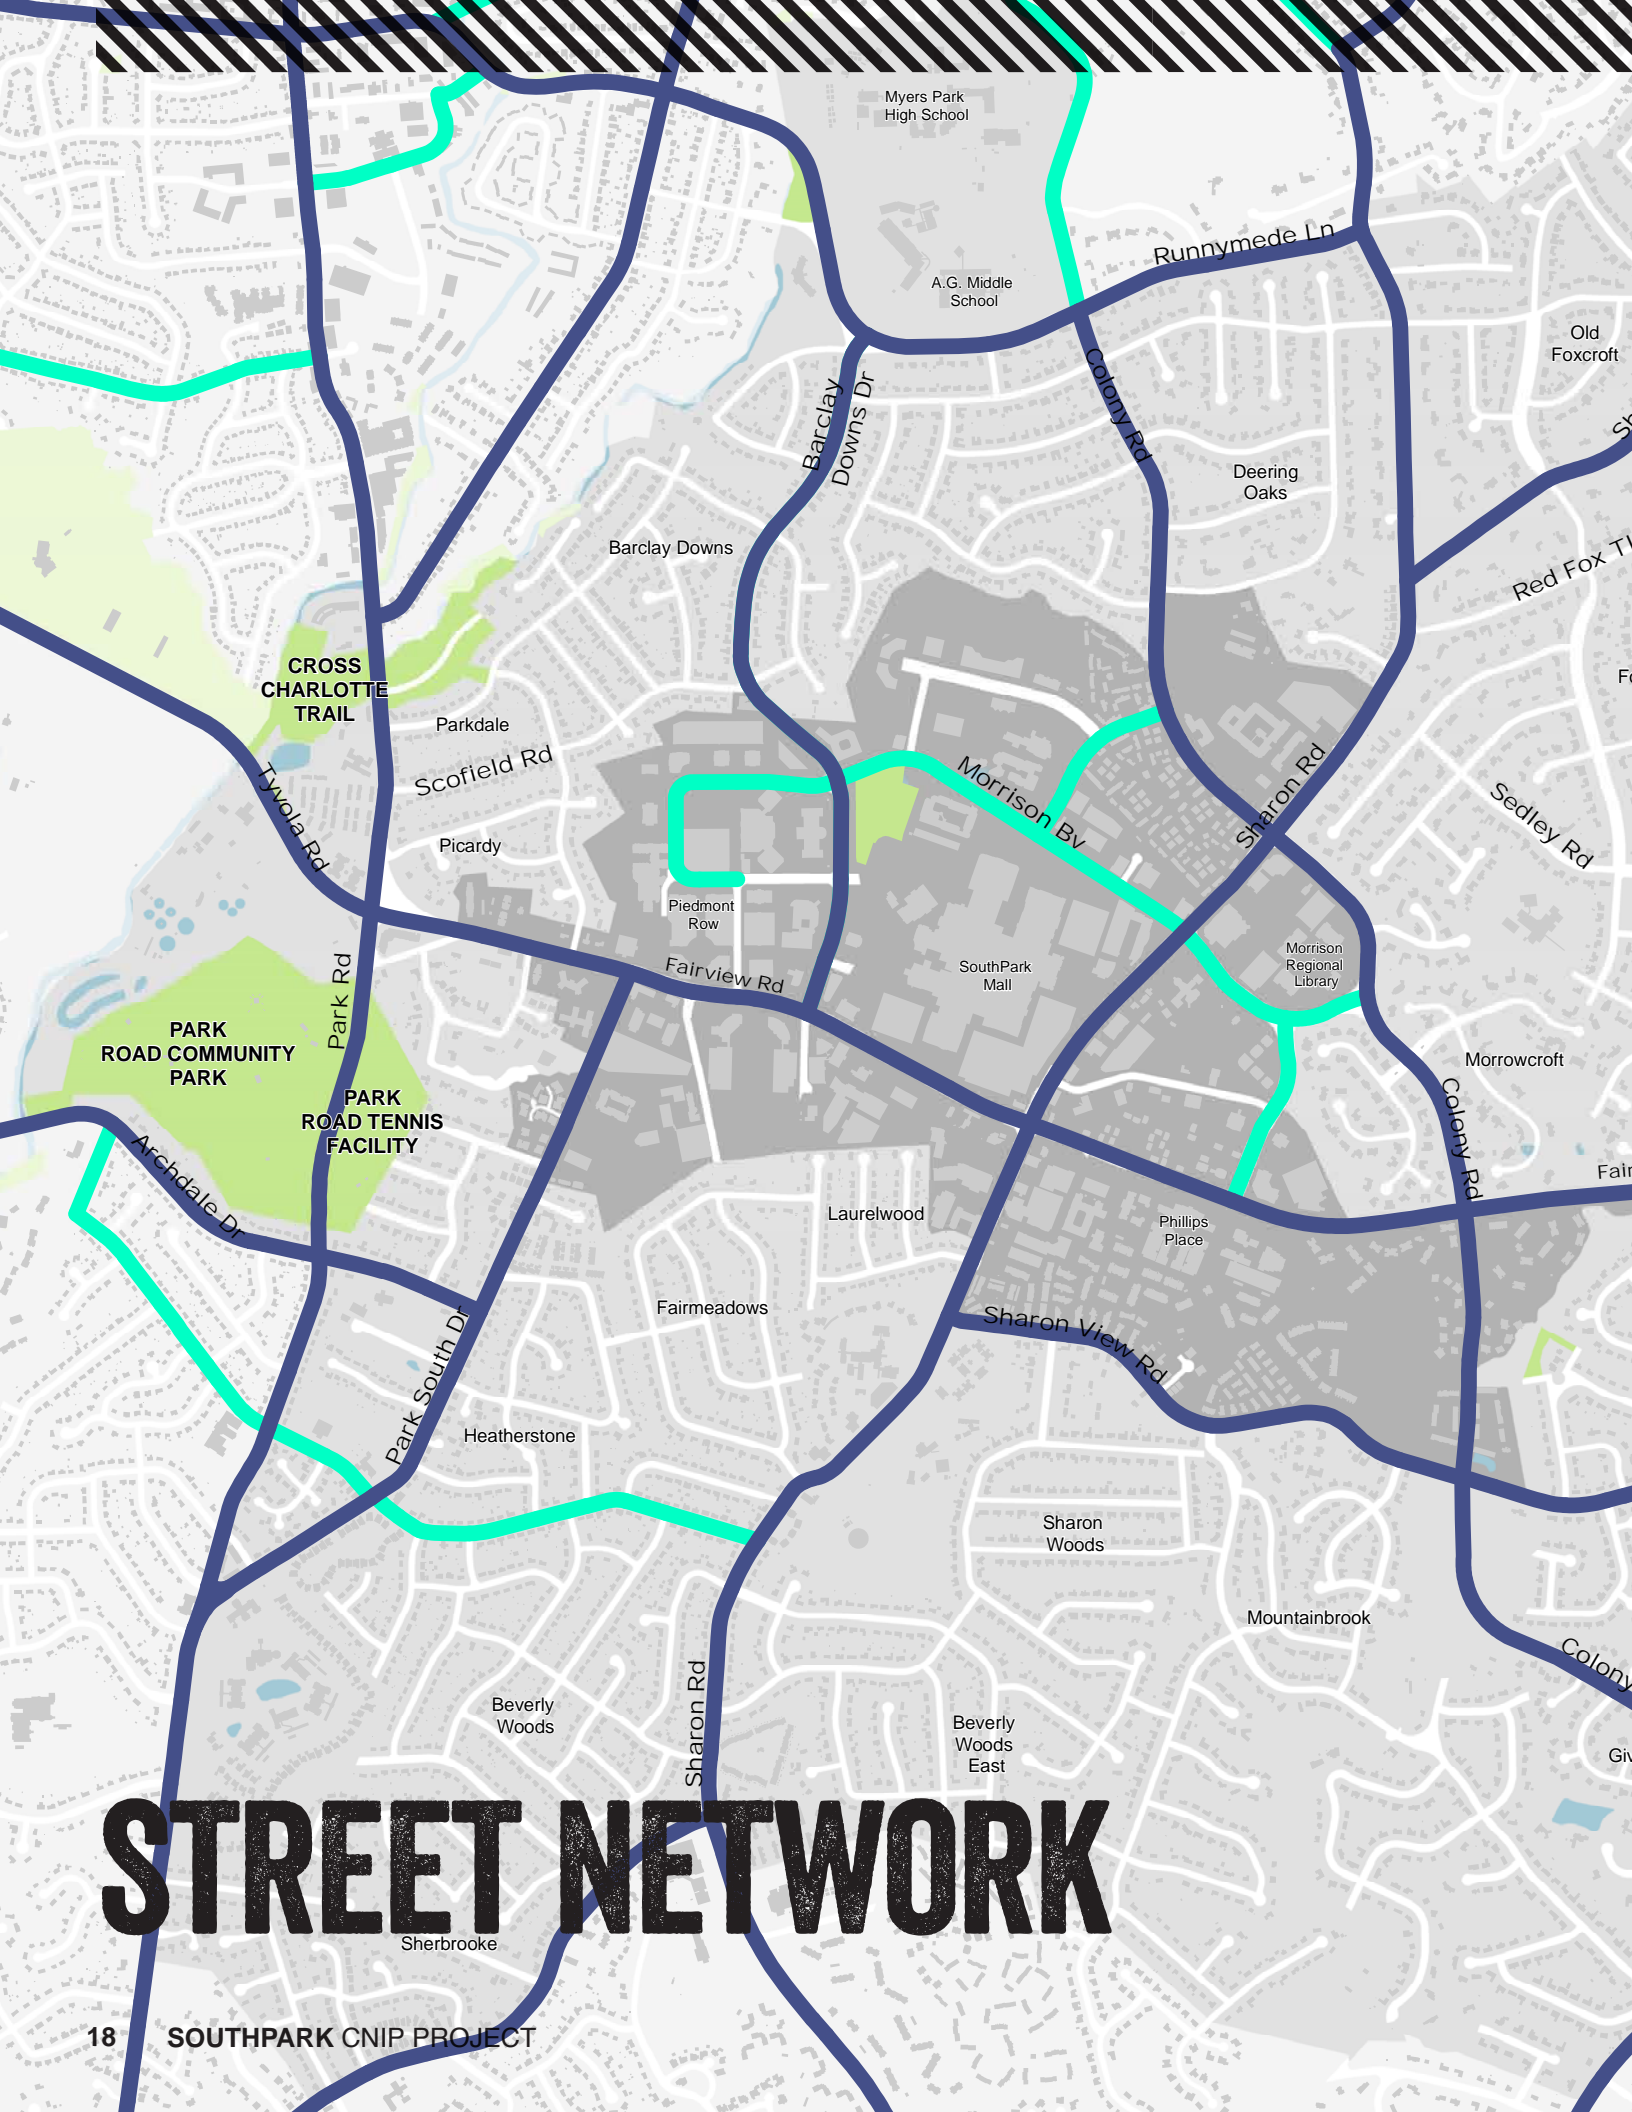 Myers Park
High School
A.G. Middle
School
Runnymede Ln
Old
Foxcroft
Barclay
Downs Dr
Colony Rd
Deering
Oaks
Barclay Downs
Red Fox
CROSS
CHARLOTTE
TRAIL
Parkdale
Scofield Rd
Tyvola Rd
Picardy
Morrison Bv
Sharon Rd
Sedley Rd
Piedmont
Row
Fairview Rd
SouthPark
Mall
Morrison
Regional
Library
Park Rd
PARK
ROAD COMMUNITY
PARK
PARK
ROAD TENNIS
FACILITY
Morrowcroft
Colony Rd
Archdale Dr
Laurelwood
Phillips
Place
Fairmeadows
Sharon View Rd
Park South Dr
Heatherstone
Sharon
Woods
Mountainbrook
Colony
Sharon Rd
Beverly
Woods
Beverly
Woods
East
STREET NETWORK
Sherbrooke
18 SOUTHPARK CNIP PROJECT